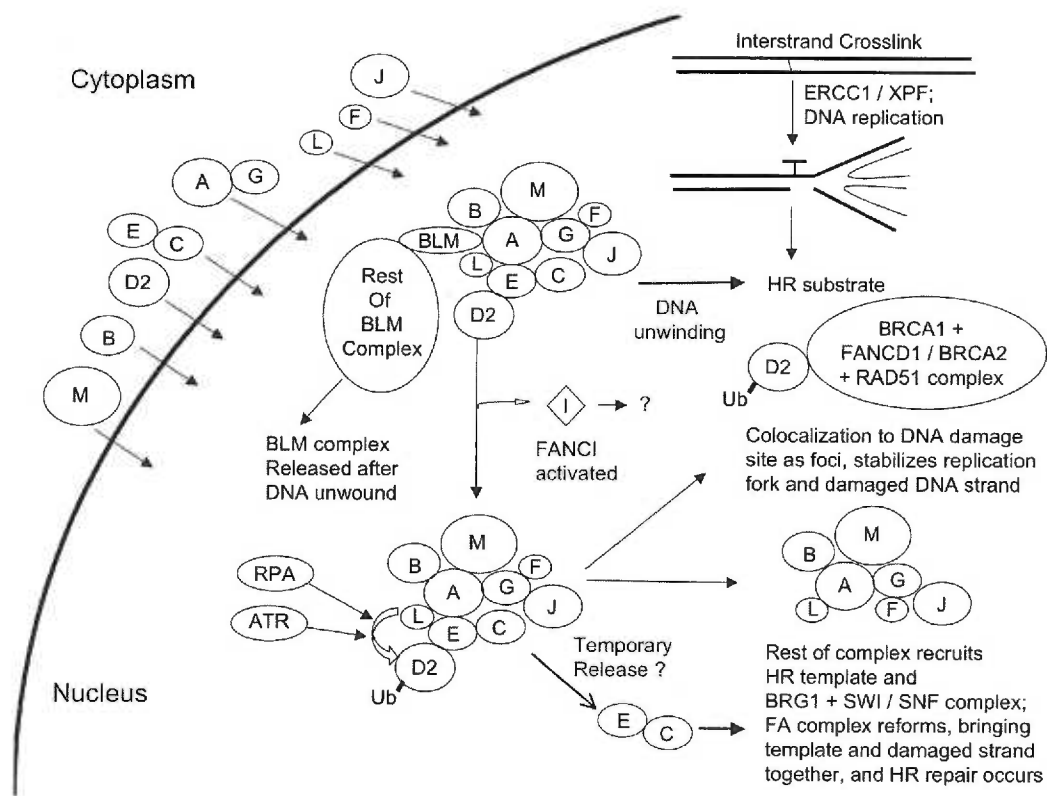 Cytoplasm
J
F
L
A
G
E
C
D2
B
M
Interstrand Crosslink
ERCC1 / XPF;
DNA replication
HR substrate
M
B
F
BLM
A
G
J
L
E
C
D2
Rest
Of
BLM
Complex
DNA
unwinding
BRCA1 +
FANCD1 / BRCA2
+ RAD51 complex
D2
Ub
BLM complex
Released after
DNA unwound
I
?
FANCI
activated
Colocalization to DNA damage
site as foci, stabilizes replication
fork and damaged DNA strand
RPA
ATR
M
B
F
A
G
J
L
E
C
D2
Ub
Temporary
Release ?
E
C
M
B
A
G
L
F
J
Rest of complex recruits
HR template and
BRG1 + SWI / SNF complex;
FA complex reforms, bringing
template and damaged strand
together, and HR repair occurs
Nucleus